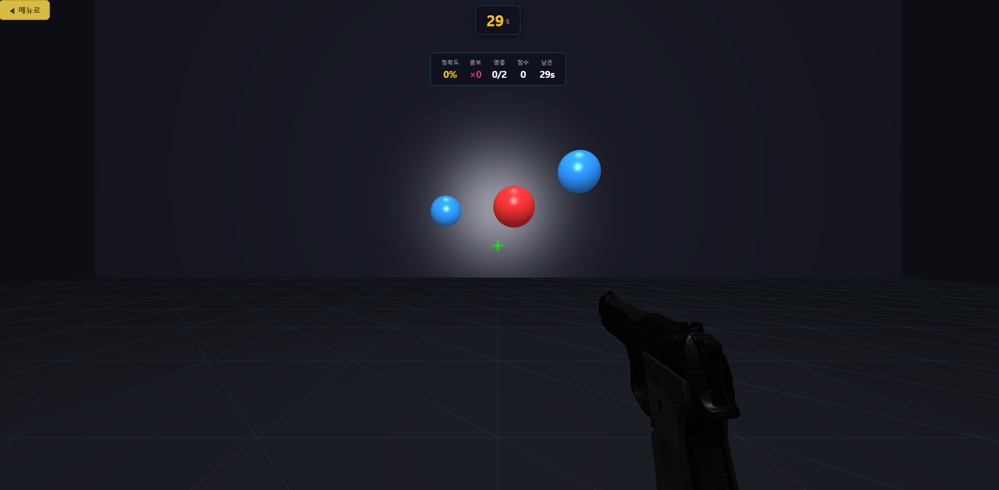 ◀ 메뉴로
29 s
정확도 콤보 명중 점수 남은
0% ×0 0/2 0 29s